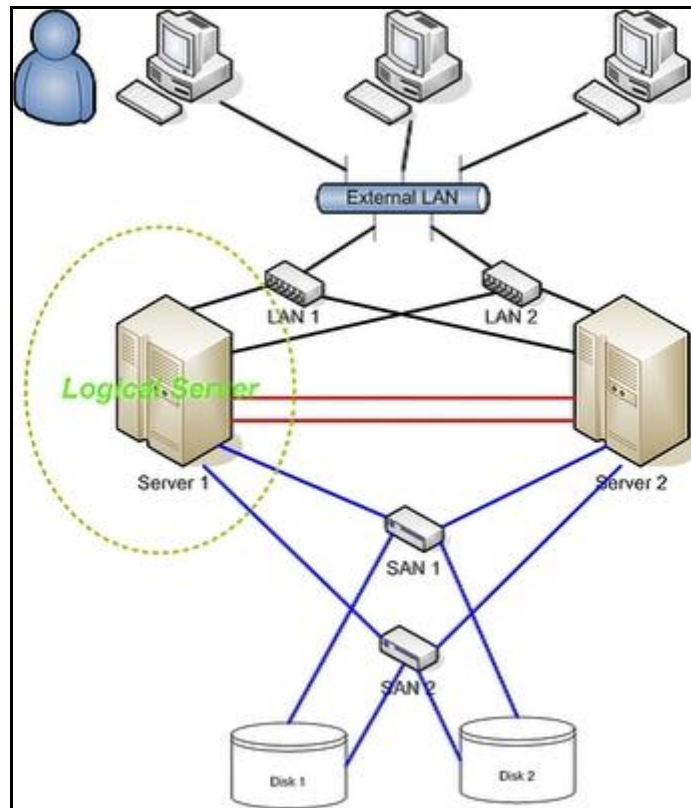 External LAN
LAN 1
LAN 2
Logical Server
Server 1
Server 2
SAN 1
SAN 2
Disk 1
Disk 2